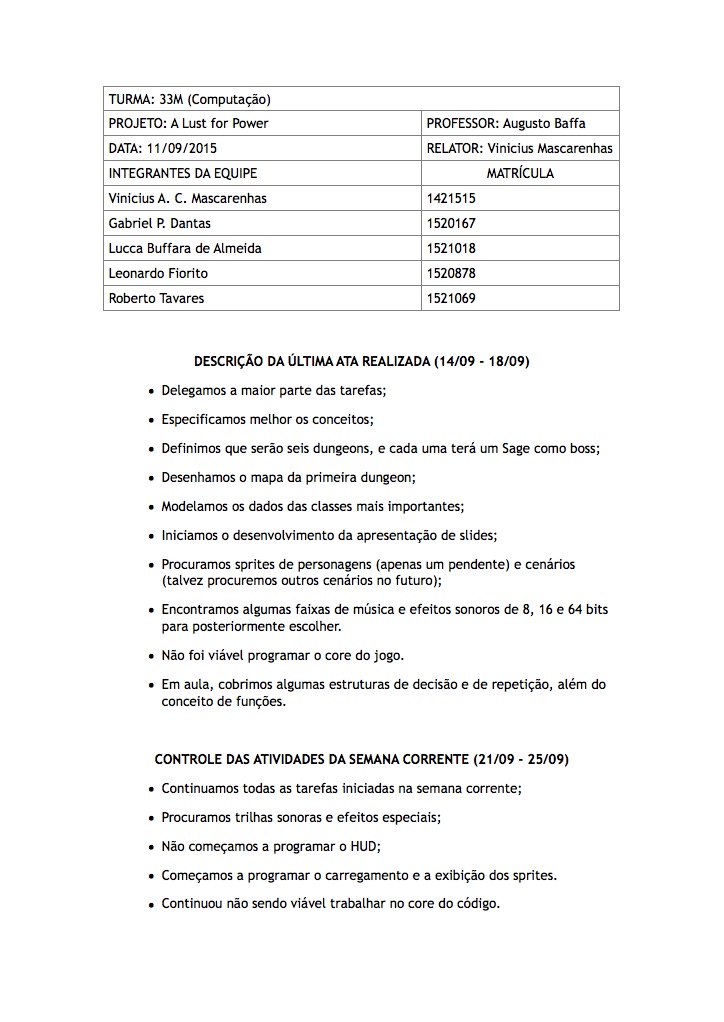 TURMA: 33M (Computação)
PROJETO: A Lust for Power PROFESSOR: Augusto Baffa
DATA: 11/09/2015 RELATOR: Vinicius Mascarenhas
INTEGRANTES DA EQUIPE MATRÍCULA
Vinicius A. C. Mascarenhas 1421515
Gabriel P. Dantas 1520167
Lucca Buffara de Almeida 1521018
Leonardo Fiorito 1520878
Roberto Tavares 1521069
DESCRIÇÃO DA ÚLTIMA ATA REALIZADA (14/09 - 18/09)
• Delegamos a maior parte das tarefas;
• Especificamos melhor os conceitos;
• Definimos que serão seis dungeons, e cada uma terá um Sage como boss;
• Desenhamos o mapa da primeira dungeon;
• Modelamos os dados das classes mais importantes;
• Iniciamos o desenvolvimento da apresentação de slides;
• Procuramos sprites de personagens (apenas um pendente) e cenários
(talvez procuremos outros cenários no futuro);
• Encontramos algumas faixas de música e efeitos sonoros de 8, 16 e 64 bits
para posteriormente escolher.
• Não foi viável programar o core do jogo.
• Em aula, cobrimos algumas estruturas de decisão e de repetição, além do
conceito de funções.
CONTROLE DAS ATIVIDADES DA SEMANA CORRENTE (21/09 - 25/09)
• Continuamos todas as tarefas iniciadas na semana corrente;
• Procuramos trilhas sonoras e efeitos especiais;
• Não começamos a programar o HUD;
• Começamos a programar o carregamento e a exibição dos sprites.
• Continuou não sendo viável trabalhar no core do código.